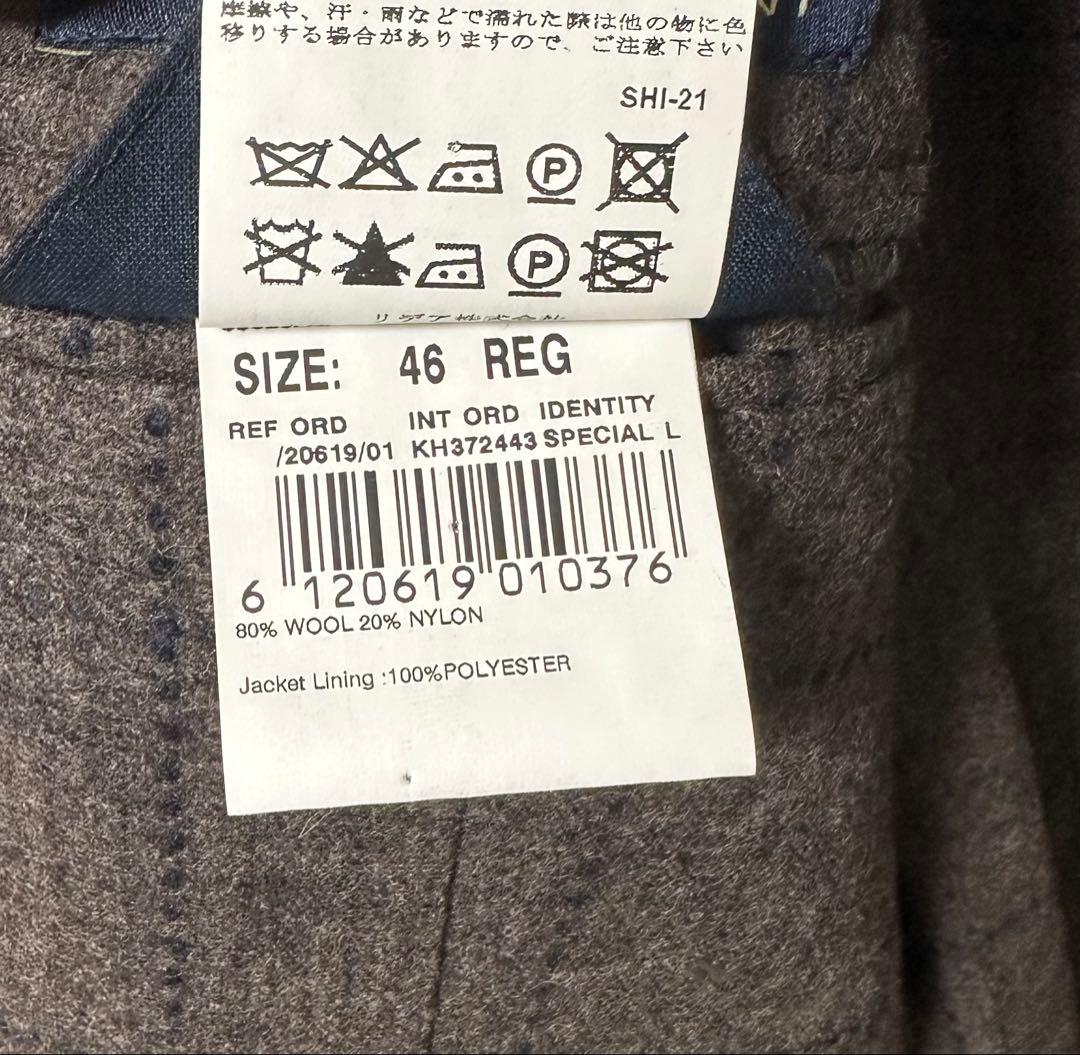 摩擦や、汗・雨などで濡れた際は他の物に色
移りする場合がありますので、ご注意下さい
SHI-21
P
P
SIZE: 46 REG
REF ORD INT ORD IDENTITY
/20619/01 KH372443 SPECIAL L
6 120619 010376
80% WOOL 20% NYLON
Jacket Lining :100%POLYESTER